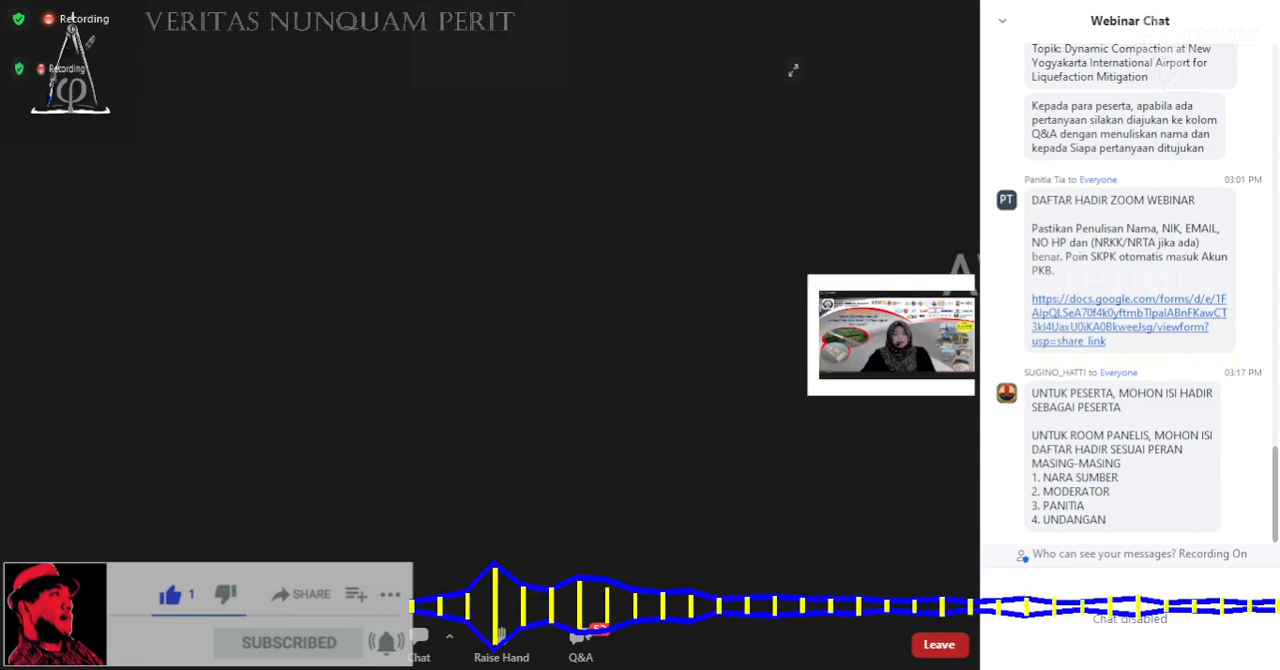 Recording
VERITAS NUNQUAM PERIT
Recording
φ
Webinar Chat
Topik: Dynamic Compaction at New
Yogyakarta International Airport for
Liquefaction Mitigation
Kepada para peserta, apabila ada
pertanyaan silakan diajukan ke kolom
Q&A dengan menuliskan nama dan
kepada Siapa pertanyaan ditujukan
Panitia Tia to Everyone 03:01 PM
PT
DAFTAR HADIR ZOOM WEBINAR
Pastikan Penulisan Nama, NIK, EMAIL,
NO HP dan (NRKK/NRTA jika ada)
benar. Poin SKPK otomatis masuk Akun
PKB.
https://docs.google.com/forms/d/e/1F
AIpQLSeA70f4k0yftmbTIpalABnFKawCT
3kI4UaxU0iKA0BkweeJsg/viewform?
usp=share_link
SUGINO_HATTI to Everyone 03:17 PM
UNTUK PESERTA, MOHON ISI HADIR
SEBAGAI PESERTA
UNTUK ROOM PANELIS, MOHON ISI
DAFTAR HADIR SESUAI PERAN
MASING-MASING
1. NARA SUMBER
2. MODERATOR
3. PANITIA
4. UNDANGAN
Who can see your messages? Recording On
Chat disabled
1
SHARE
SUBSCRIBED
Chat
Raise Hand
Q&A
Leave